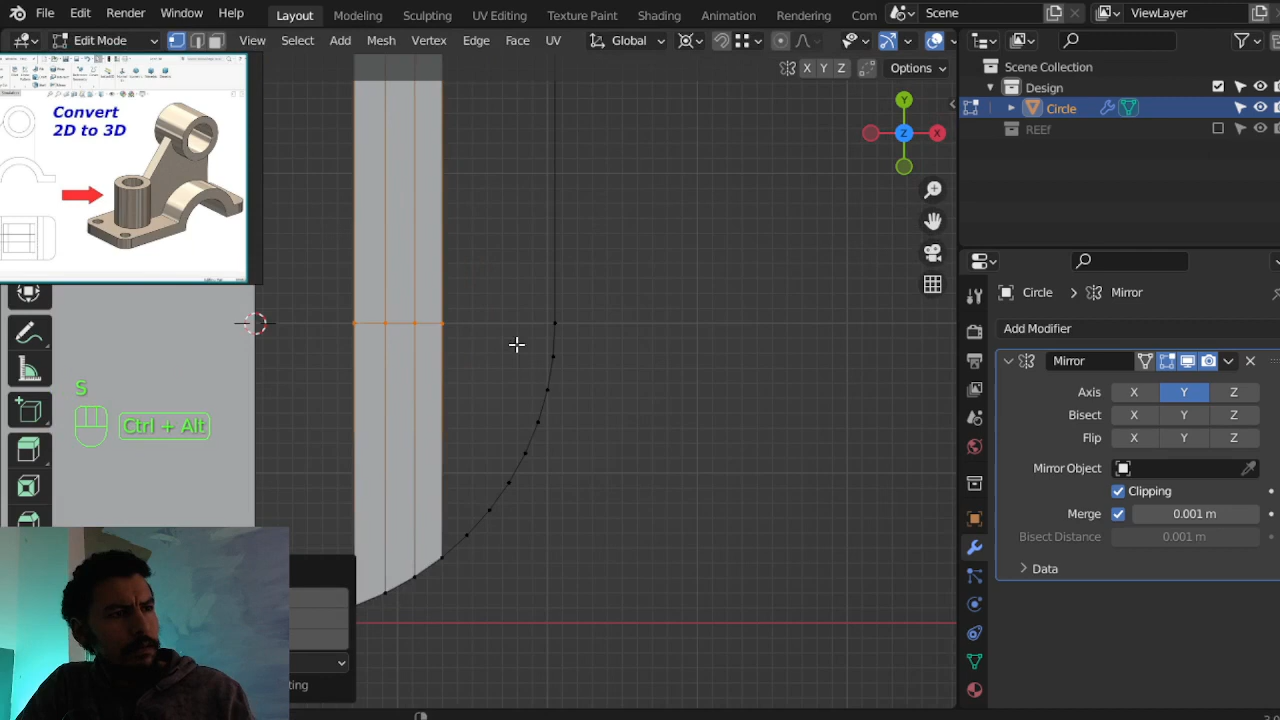 File Edit Render Window Help Layout Modeling Sculpting UV Editing Texture Paint Shading Animation Rendering Com Scene ViewLayer
Edit Mode View Select Add Mesh Vertex Edge Face UV Global
X Y Z Options
Convert
2D to 3D
Y
X
Z
S
Ctrl + Alt
ting
Scene Collection
Design
Circle
REEf
Circle > Mirror
Add Modifier
Mirror
Axis X Y Z
Bisect X Y Z
Flip X Y Z
Mirror Object
Clipping
Merge 0.001 m
Bisect Distance 0.001 m
Data